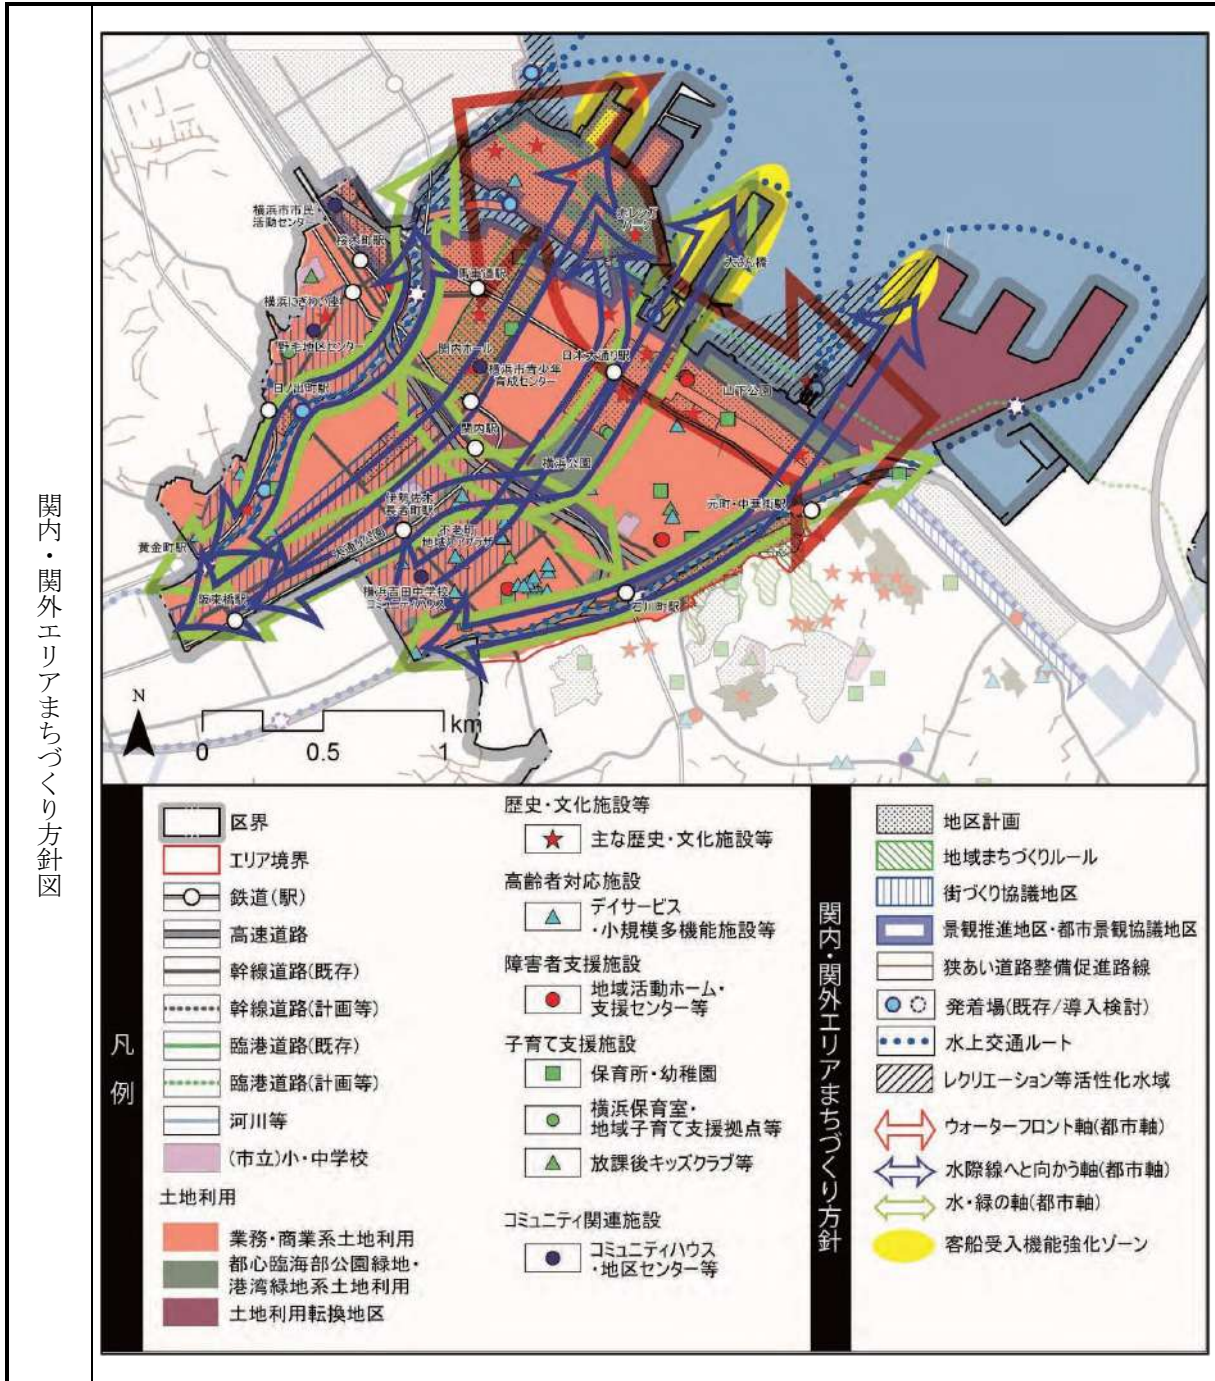 関内・関外エリアまちづくり方針図
横浜市市民
活動センター
桜木町駅
馬車道駅
赤レンガ
パーク
大さん橋
横浜にぎわい座
野毛地区センター
関内ホール
横浜市青少年
育成センター
日本大通り駅
山下公園
日ノ出町駅
関内駅
横浜公園
伊勢佐木
長者町駅
元町・中華街駅
大通り公園
不老町
地域ケアプラザ
黄金町駅
阪東橋駅
横浜吉田中学校
コミュニティハウス
石川町駅
N
km
0
0.5
1
凡例
区界
エリア境界
鉄道(駅)
高速道路
幹線道路(既存)
幹線道路(計画等)
臨港道路(既存)
臨港道路(計画等)
河川等
(市立)小・中学校
土地利用
業務・商業系土地利用
都心臨海部公園緑地・
港湾緑地系土地利用
土地利用転換地区
歴史・文化施設等
主な歴史・文化施設等
高齢者対応施設
デイサービス
・小規模多機能施設等
障害者支援施設
地域活動ホーム・
支援センター等
子育て支援施設
保育所・幼稚園
横浜保育室・
地域子育て支援拠点等
放課後キッズクラブ等
コミュニティ関連施設
コミュニティハウス
・地区センター等
関内・関外エリアまちづくり方針
地区計画
地域まちづくりルール
街づくり協議地区
景観推進地区・都市景観協議地区
狭あい道路整備促進路線
発着場(既存/導入検討)
水上交通ルート
レクリエーション等活性化水域
ウォーターフロント軸(都市軸)
水際線へと向かう軸(都市軸)
水・緑の軸(都市軸)
客船受入機能強化ゾーン